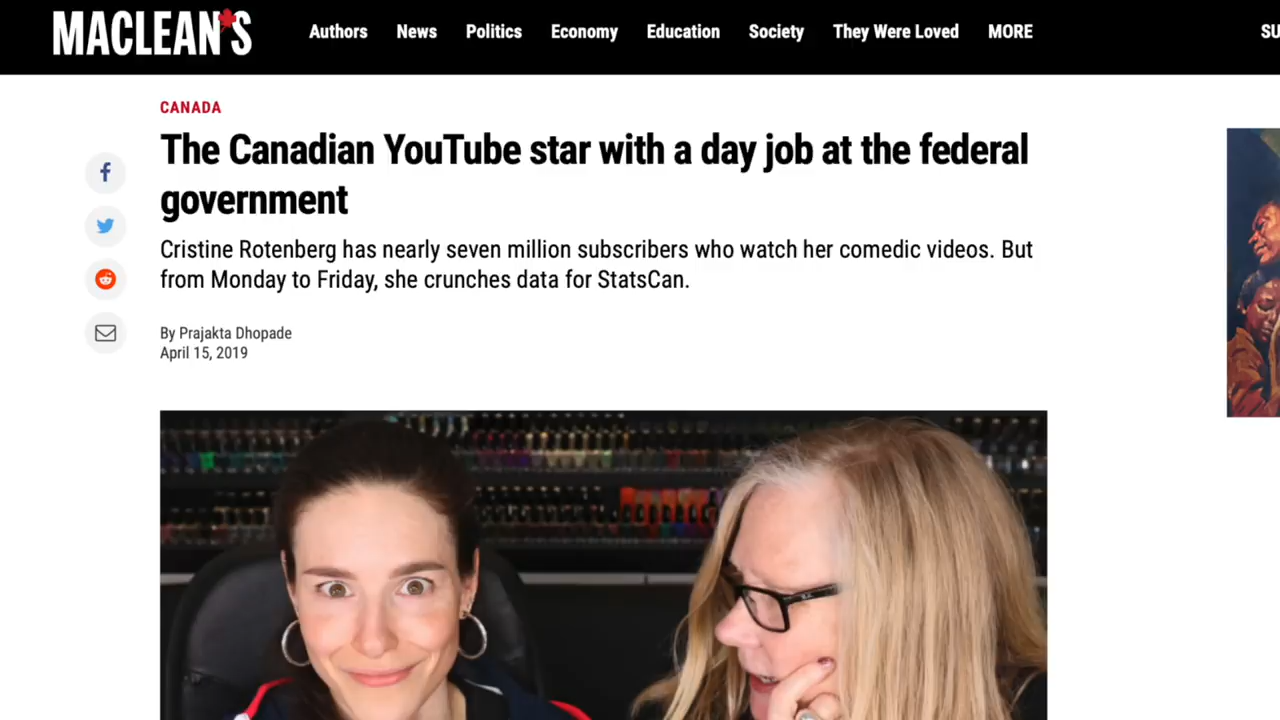 MACLEAN'S
Authors News Politics Economy Education Society They Were Loved MORE
SU
CANADA
The Canadian YouTube star with a day job at the federal
government
Cristine Rotenberg has nearly seven million subscribers who watch her comedic videos. But
from Monday to Friday, she crunches data for StatsCan.
By Prajakta Dhopade
April 15, 2019